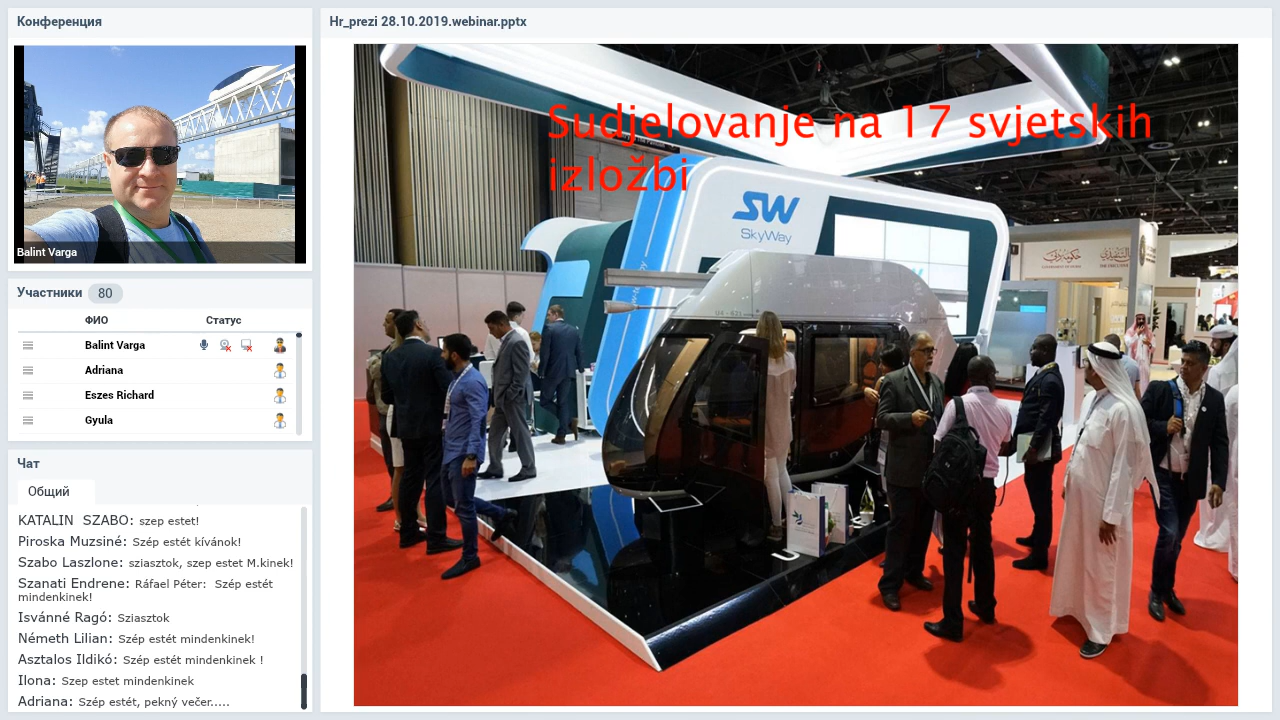 Конференция
Balint Varga
Участники 80
ФИО Статус
Balint Varga
Adriana
Eszes Richard
Gyula
Чат
Общий
KATALIN SZABO: szep estet!
Piroska Muzsiné: Szép estét kívánok!
Szabo Laszlone: sziasztok, szep estet M.kinek!
Szanati Endrene: Ráfael Péter: Szép estét
mindenkinek!
Isvánné Ragó: Sziasztok
Németh Lilian: Szép estét mindenkinek!
Asztalos Ildikó: Szép estét mindenkinek !
Ilona: Szep estet mindenkinek
Adriana: Szép estét, pekný večer.....
Hr_prezi 28.10.2019.webinar.pptx
Sudjelovanje na 17 svjetskih
izložbi
SW
SkyWay
U4 - 621